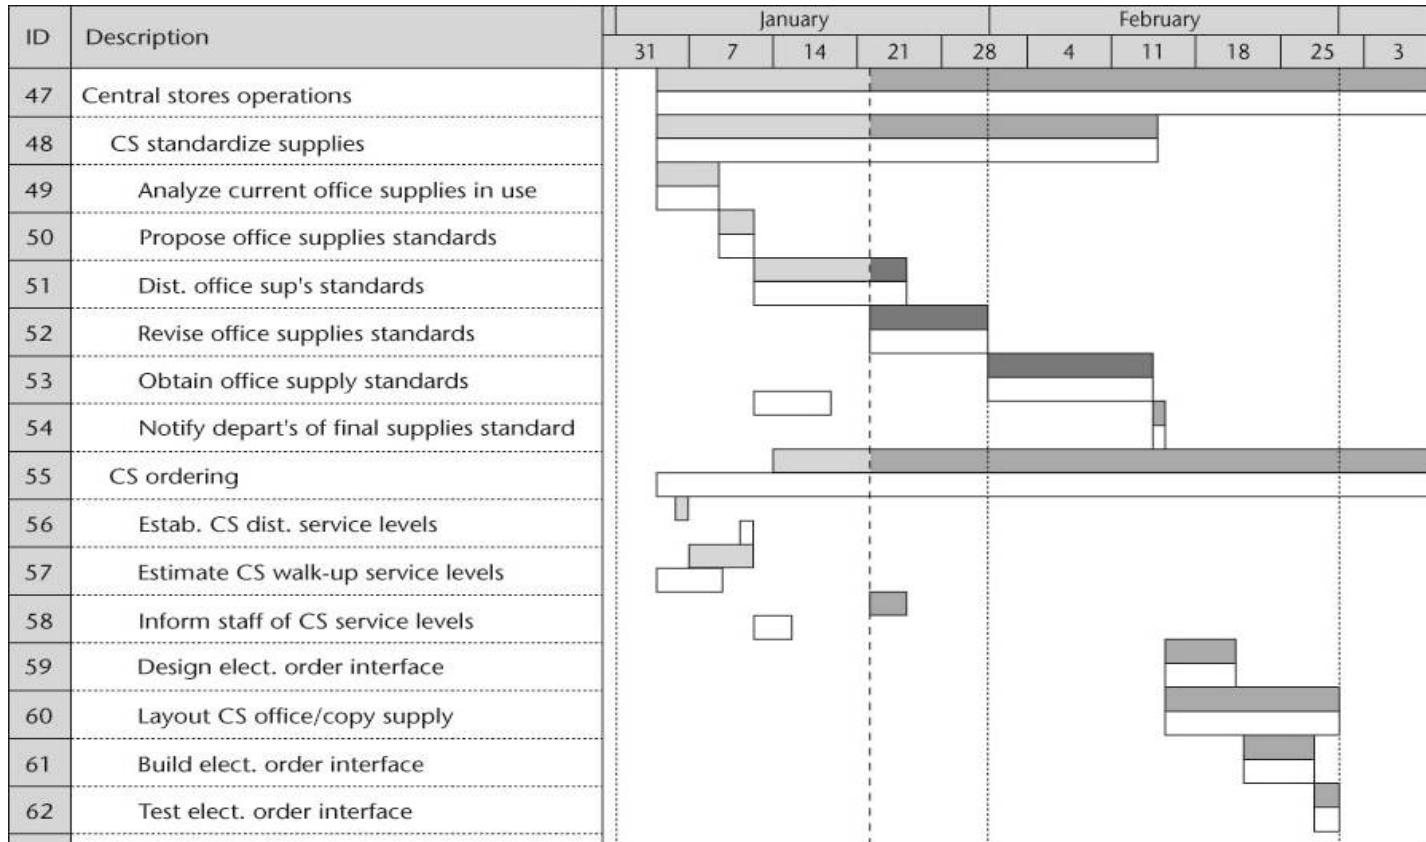 ID Description January February
31 7 14 21 28 4 11 18 25 3
47 Central stores operations
48 CS standardize supplies
49 Analyze current office supplies in use
50 Propose office supplies standards
51 Dist. office sup's standards
52 Revise office supplies standards
53 Obtain office supply standards
54 Notify depart's of final supplies standard
55 CS ordering
56 Estab. CS dist. service levels
57 Estimate CS walk-up service levels
58 Inform staff of CS service levels
59 Design elect. order interface
60 Layout CS office/copy supply
61 Build elect. order interface
62 Test elect. order interface